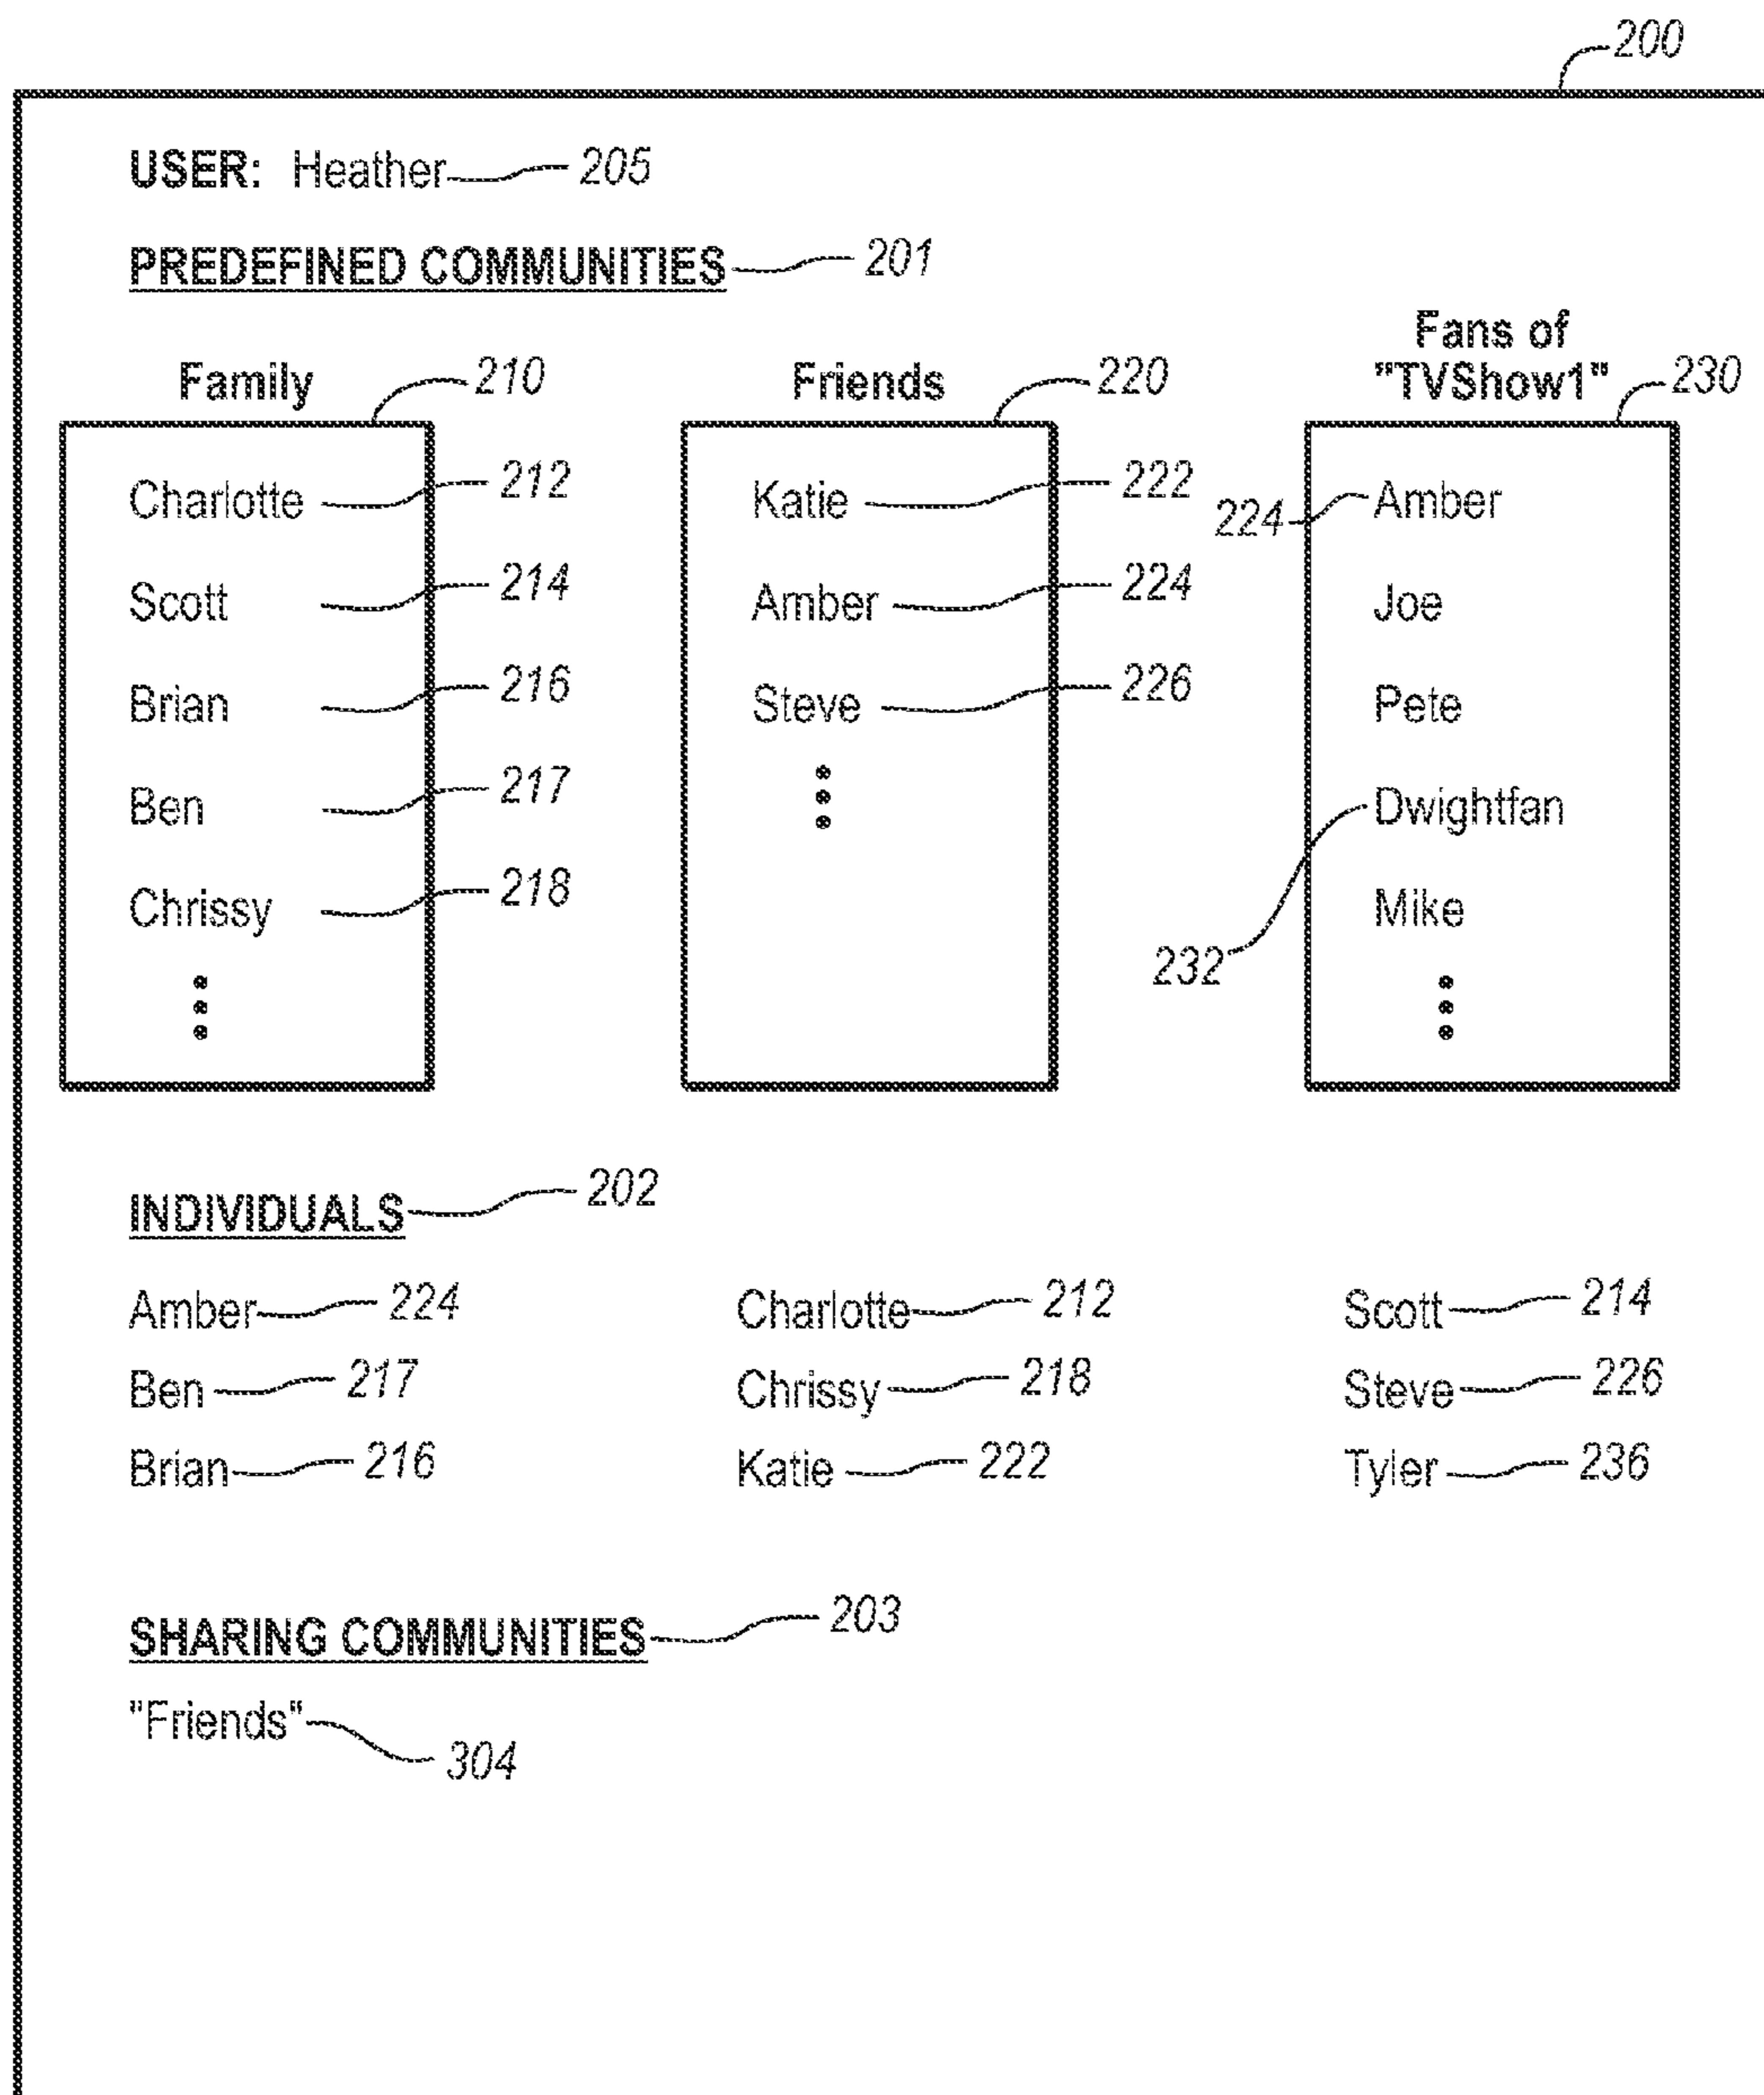 200
USER: Heather 205
PREDEFINED COMMUNITIES 201
Family 210
Charlotte 212
Scott 214
Brian 216
Ben 217
Chrissy 218
Friends 220
Katie 222
Amber 224
Steve 226
Fans of
"TVShow1" 230
224 Amber
Joe
Pete
Dwightfan
232
Mike
INDIVIDUALS 202
Amber 224 Charlotte 212 Scott 214
Ben 217 Chrissy 218 Steve 226
Brian 216 Katie 222 Tyler 236
SHARING COMMUNITIES 203
"Friends"
304